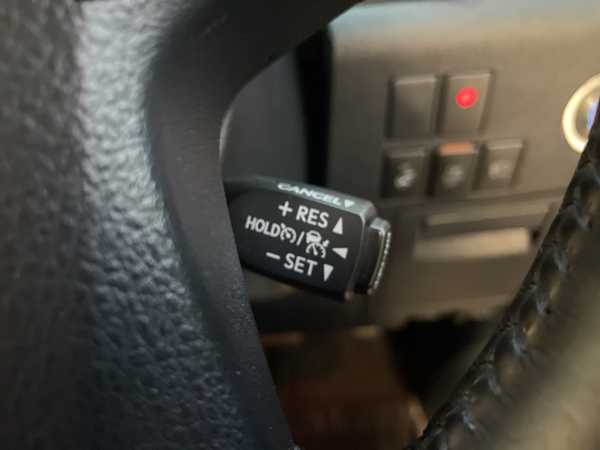 CANCEL
+ RES
HOLD /
- SET